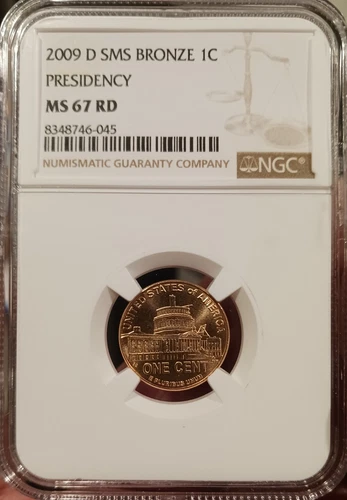 2009 D SMS BRONZE 1C
PRESIDENCY
MS 67 RD
8348746-045
NUMISMATIC GUARANTY COMPANY
NGC®
UNITED STATES of AMERICA
ONE CENT
E PLURIBUS UNUM